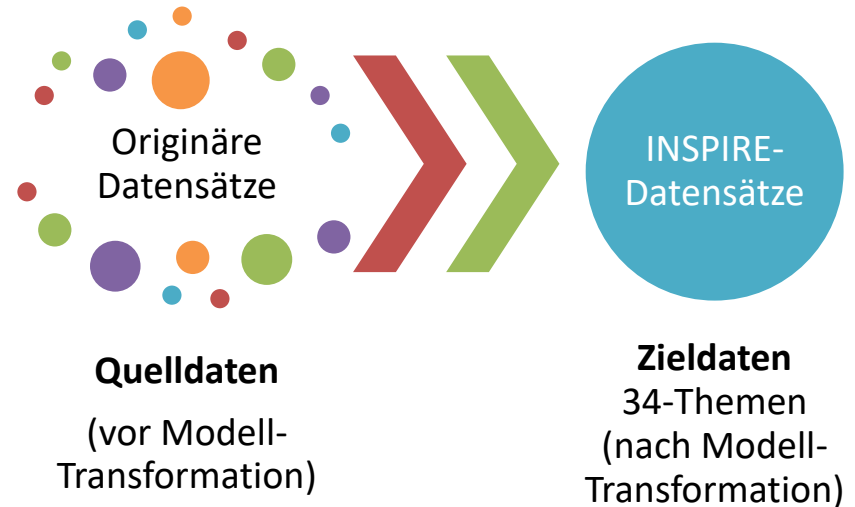 Originäre
Datensätze
INSPIRE-
Datensätze
Quelldaten
(vor Modell-
Transformation)
Zieldaten
34-Themen
(nach Modell-
Transformation)